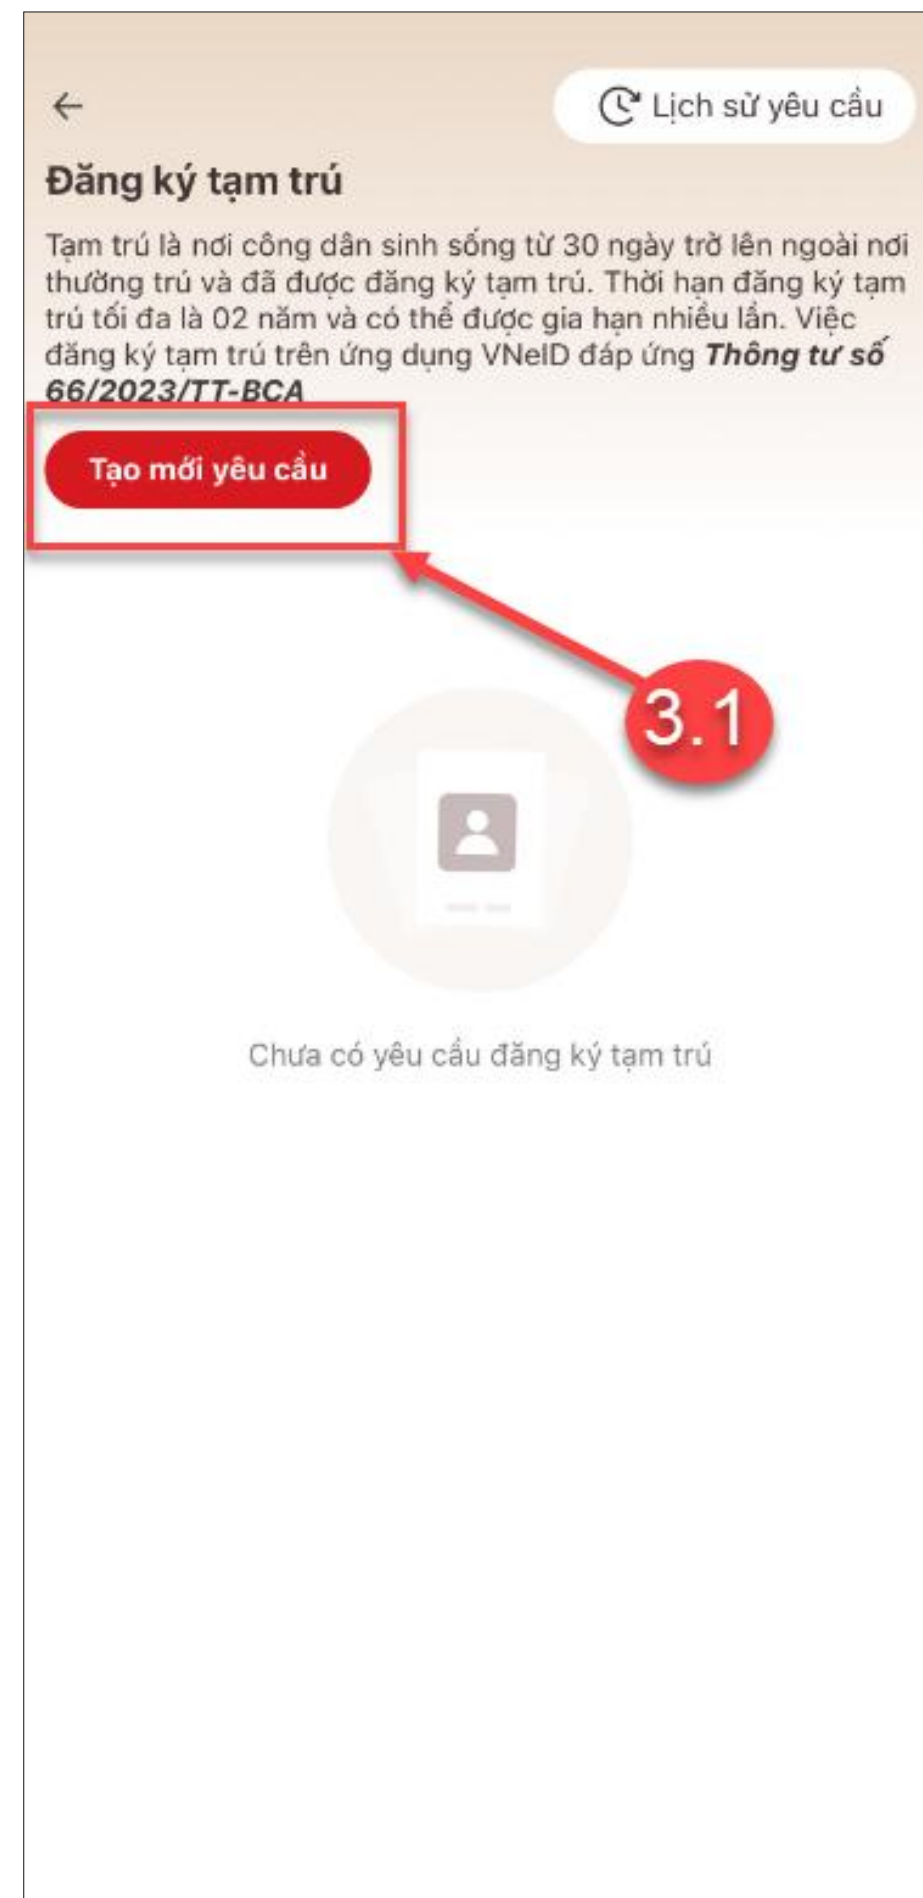 Lịch sử yêu cầu
Đăng ký tạm trú
Tạm trú là nơi công dân sinh sống từ 30 ngày trở lên ngoài nơi
thường trú và đã được đăng ký tạm trú. Thời hạn đăng ký tạm
trú tối đa là 02 năm và có thể được gia hạn nhiều lần. Việc
đăng ký tạm trú trên ứng dụng VNeID đáp ứng Thông tư số
66/2023/TT-BCA
Tạo mới yêu cầu
3.1
Chưa có yêu cầu đăng ký tạm trú